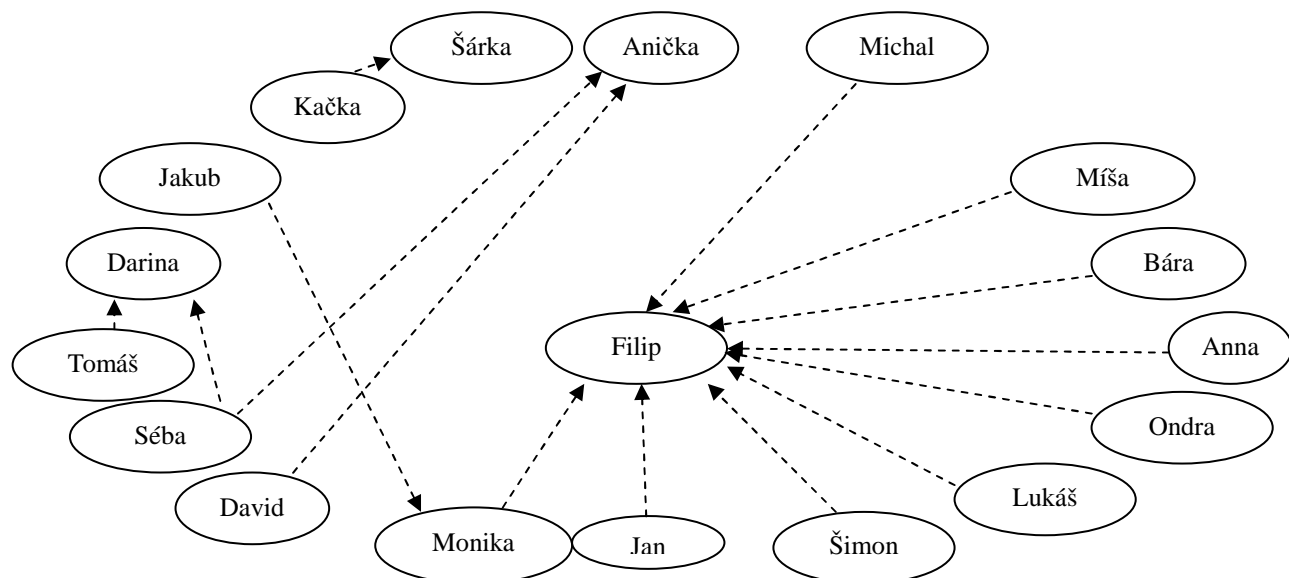 Šárka
Anička
Michal
Kačka
Jakub
Míša
Darina
Bára
Filip
Anna
Tomáš
Séba
Ondra
David
Lukáš
Monika
Jan
Šimon